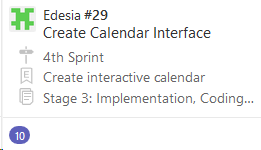 Edesia #29
Create Calendar Interface
4th Sprint
Create interactive calendar
Stage 3: Implementation, Coding...
10